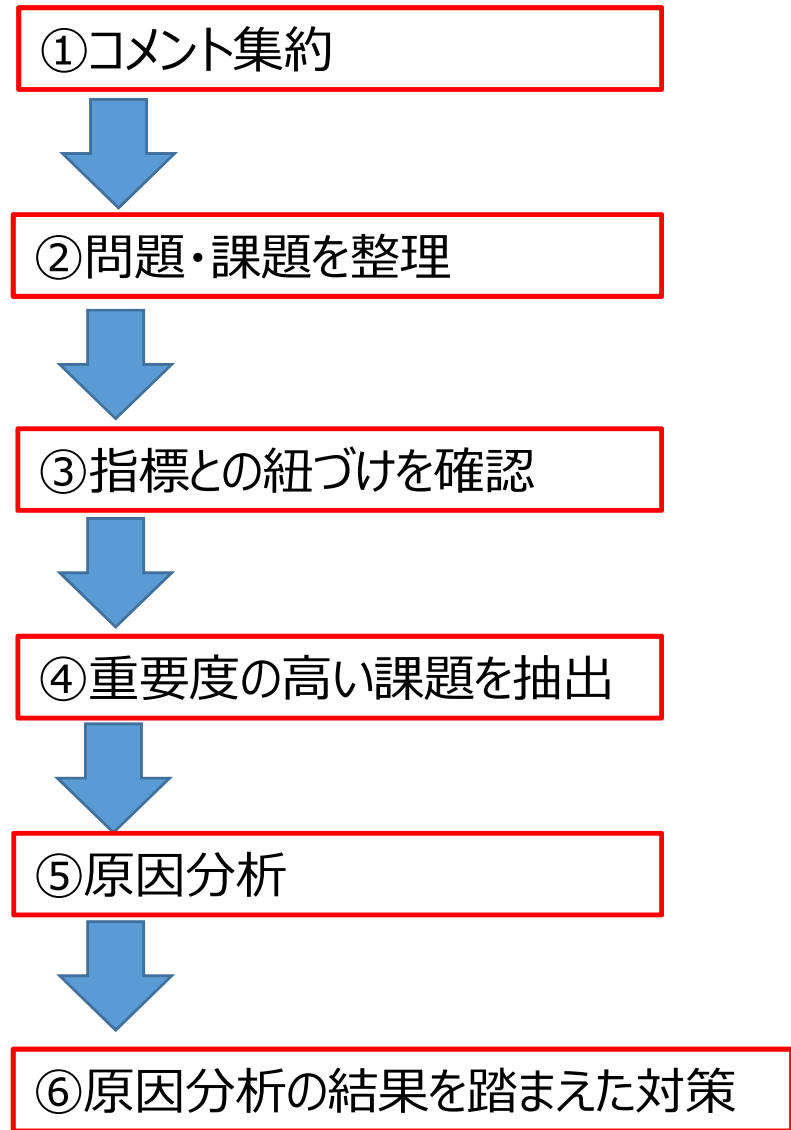 ①コメント集約
②問題・課題を整理
③指標との紐づけを確認
④重要度の高い課題を抽出
⑤原因分析
⑥原因分析の結果を踏まえた対策